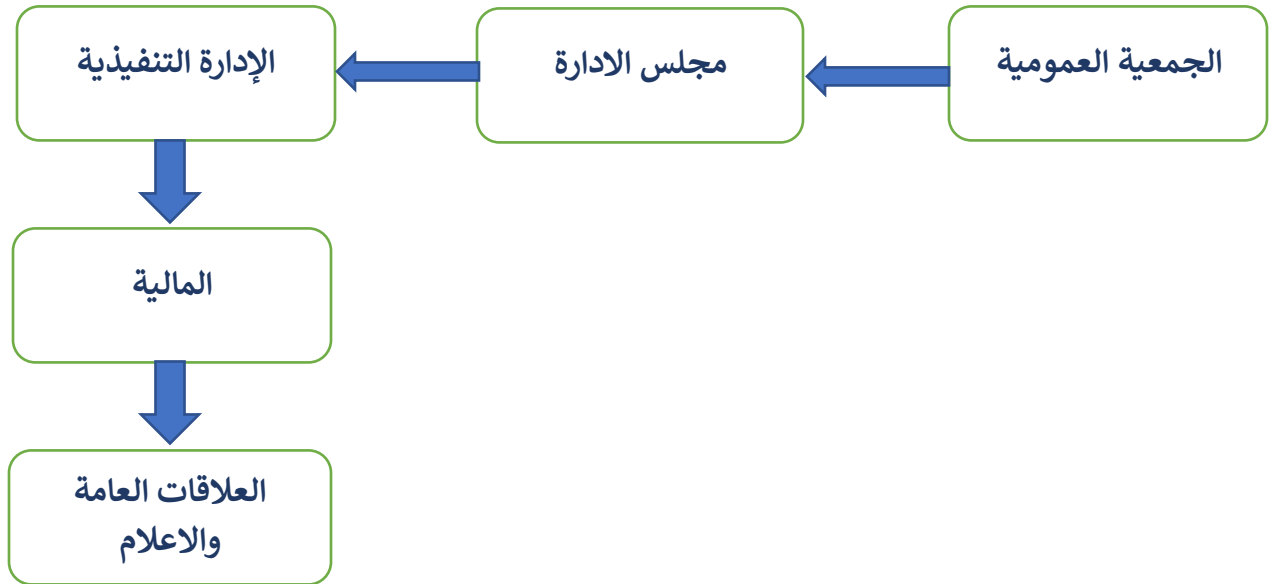 الجمعية العمومية
مجلس الادارة
الإدارة التنفيذية
المالية
العلاقات العامة
والاعلام